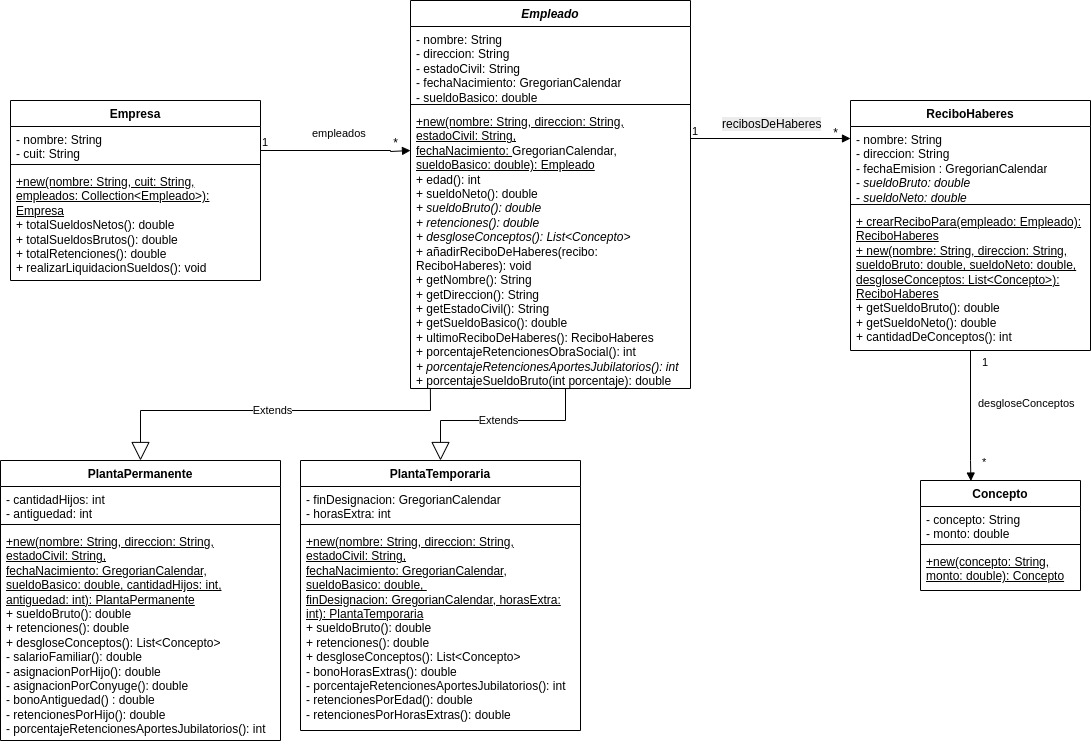 Empleado
- nombre: String
- direccion: String
- estadoCivil: String
- fechaNacimiento: GregorianCalendar
- sueldoBasico: double
+new(nombre: String, direccion: String,
estadoCivil: String,
fechaNacimiento: GregorianCalendar,
sueldoBasico: double): Empleado
+ edad(): int
+ sueldoNeto(): double
+ sueldoBruto(): double
+ retenciones(): double
+ desgloseConceptos(): List<Concepto>
+ añadirReciboDeHaberes(recibo:
ReciboHaberes): void
+ getNombre(): String
+ getDireccion(): String
+ getEstadoCivil(): String
+ getSueldoBasico(): double
+ ultimoReciboDeHaberes(): ReciboHaberes
+ porcentajeRetencionesObraSocial(): int
+ porcentajeRetencionesAportesJubilatorios(): int
+ porcentajeSueldoBruto(int porcentaje): double
Empresa
- nombre: String
- cuit: String
+new(nombre: String, cuit: String,
empleados: Collection<Empleado>):
Empresa
+ totalSueldosNetos(): double
+ totalSueldosBrutos(): double
+ totalRetenciones(): double
+ realizarLiquidacionSueldos(): void
1
empleados
*
1
recibosDeHaberes
*
ReciboHaberes
- nombre: String
- direccion: String
- fechaEmision : GregorianCalendar
- sueldoBruto: double
- sueldoNeto: double
+ crearReciboPara(empleado: Empleado):
ReciboHaberes
+ new(nombre: String, direccion: String,
sueldoBruto: double, sueldoNeto: double,
desgloseConceptos: List<Concepto>):
ReciboHaberes
+ getSueldoBruto(): double
+ getSueldoNeto(): double
+ cantidadDeConceptos(): int
1
desgloseConceptos
*
Extends
Extends
PlantaPermanente
- cantidadHijos: int
- antiguedad: int
+new(nombre: String, direccion: String,
estadoCivil: String,
fechaNacimiento: GregorianCalendar,
sueldoBasico: double, cantidadHijos: int,
antiguedad: int): PlantaPermanente
+ sueldoBruto(): double
+ retenciones(): double
+ desgloseConceptos(): List<Concepto>
- salarioFamiliar(): double
- asignacionPorHijo(): double
- asignacionPorConyuge(): double
- bonoAntiguedad() : double
- retencionesPorHijo(): double
- porcentajeRetencionesAportesJubilatorios(): int
PlantaTemporaria
- finDesignacion: GregorianCalendar
- horasExtra: int
+new(nombre: String, direccion: String,
estadoCivil: String,
fechaNacimiento: GregorianCalendar,
sueldoBasico: double,
finDesignacion: GregorianCalendar, horasExtra:
int): PlantaTemporaria
+ sueldoBruto(): double
+ retenciones(): double
+ desgloseConceptos(): List<Concepto>
- bonoHorasExtras(): double
- porcentajeRetencionesAportesJubilatorios(): int
- retencionesPorEdad(): double
- retencionesPorHorasExtras(): double
Concepto
- concepto: String
- monto: double
+new(concepto: String,
monto: double): Concepto